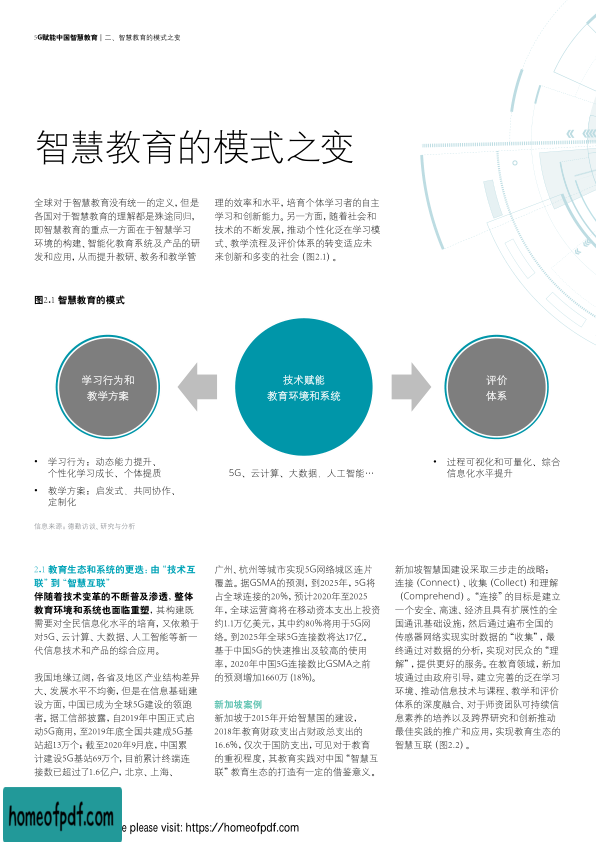 5G赋能中国智慧教育 | 二、智慧教育的模式之变
智慧教育的模式之变
全球对于智慧教育没有统一的定义，但是
各国对于智慧教育的理解都是殊途同归，
即智慧教育的重点一方面在于智慧学习
环境的构建、智能化教育系统及产品的研
发和应用，从而提升教研、教务和教学管
理的效率和水平，培育个体学习者的自主
学习和创新能力。另一方面，随着社会和
技术的不断发展，推动个性化泛在学习模
式、教学流程及评价体系的转变适应未
来创新和多变的社会（图2.1）。
图2.1 智慧教育的模式
学习行为和
教学方案
技术赋能
教育环境和系统
评价
体系
• 学习行为：动态能力提升、
个性化学习成长、个体提质
• 教学方案：启发式、共同协作、
定制化
5G、云计算、大数据、人工智能…
• 过程可视化和可量化、综合
信息化水平提升
信息来源：德勤访谈、研究与分析
2.1 教育生态和系统的更迭：由“技术互
联”到“智慧互联”
伴随着技术变革的不断普及渗透，整体
教育环境和系统也面临重塑，其构建既
需要对全民信息化水平的培育，又依赖于
对5G、云计算、大数据、人工智能等新一
代信息技术和产品的综合应用。
我国地缘辽阔，各省及地区产业结构差异
大、发展水平不均衡，但是在信息基础建
设方面，中国已成为全球5G建设的领跑
者。据工信部披露，自2019年中国正式启
动5G商用，至2019年底全国共建成5G基
站超13万个；截至2020年9月底，中国累
计建设5G基站69万个，目前累计终端连
接数已超过了1.6亿户，北京、上海、
广州、杭州等城市实现5G网络城区连片
覆盖。据GSMA的预测，到2025年，5G将
占全球连接的20%，预计2020年至2025
年，全球运营商将在移动资本支出上投资
约1.1万亿美元，其中约80%将用于5G网
络。到2025年全球5G连接数将达17亿。
基于中国5G的快速推出及较高的使用
率，2020年中国5G连接数比GSMA之前
的预测增加1660万 (18%)。
新加坡案例
新加坡于2015年开始智慧国的建设，
2018年教育财政支出占财政总支出的
16.6%，仅次于国防支出，可见对于教育
的重视程度，其教育实践对中国“智慧互
联”教育生态的打造有一定的借鉴意义。
新加坡智慧国建设采取三步走的战略：
连接 (Connect) 、收集 (Collect) 和理解
（Comprehend）。“连接”的目标是建立
一个安全、高速、经济且具有扩展性的全
国通讯基础设施，然后通过遍布全国的
传感器网络实现实时数据的“收集”，最
终通过对数据的分析，实现对民众的“理
解”，提供更好的服务。在教育领域，新加
坡通过由政府引导，建立完善的泛在学习
环境、推动信息技术与课程、教学和评价
体系的深度融合、对于师资团队可持续信
息素养的培养以及跨界研究和创新推动
最佳实践的推广和应用，实现教育生态的
智慧互联（图2.2）。
homeofpdf.com
e please visit: https://homeofpdf.com